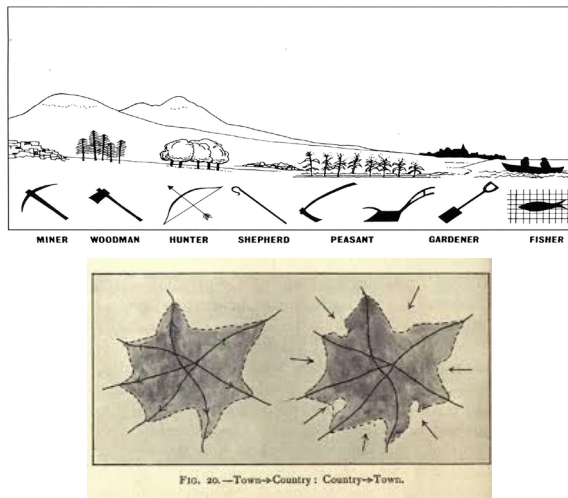 MINER WOODMAN HUNTER SHEPHERD PEASANT GARDENER FISHER
FIG. 20.—Town→Country : Country→Town.